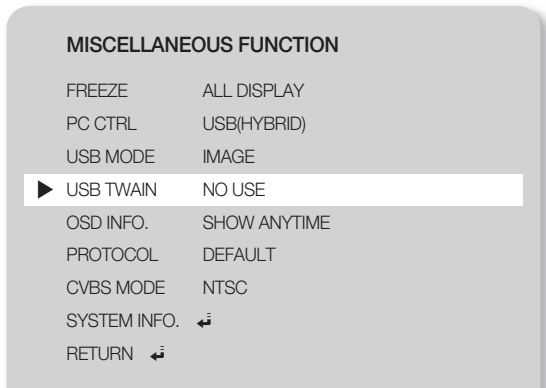 MISCELLANEOUS FUNCTION
FREEZE ALL DISPLAY
PC CTRL USB(HYBRID)
USB MODE IMAGE
USB TWAIN NO USE
OSD INFO. SHOW ANYTIME
PROTOCOL DEFAULT
CVBS MODE NTSC
SYSTEM INFO.
RETURN